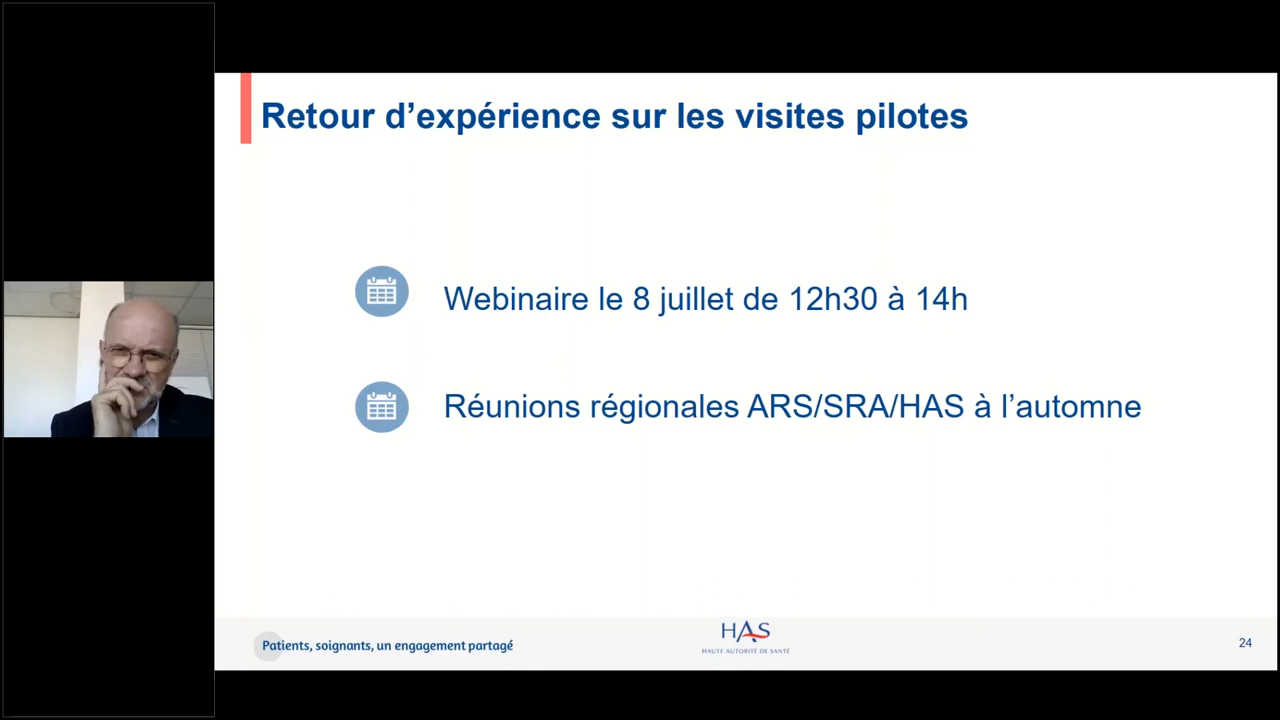 Retour d’expérience sur les visites pilotes
Webinaire le 8 juillet de 12h30 à 14h
Réunions régionales ARS/SRA/HAS à l’automne
Patients, soignants, un engagement partagé
HAS
HAUTE AUTORITÉ DE SANTÉ
24